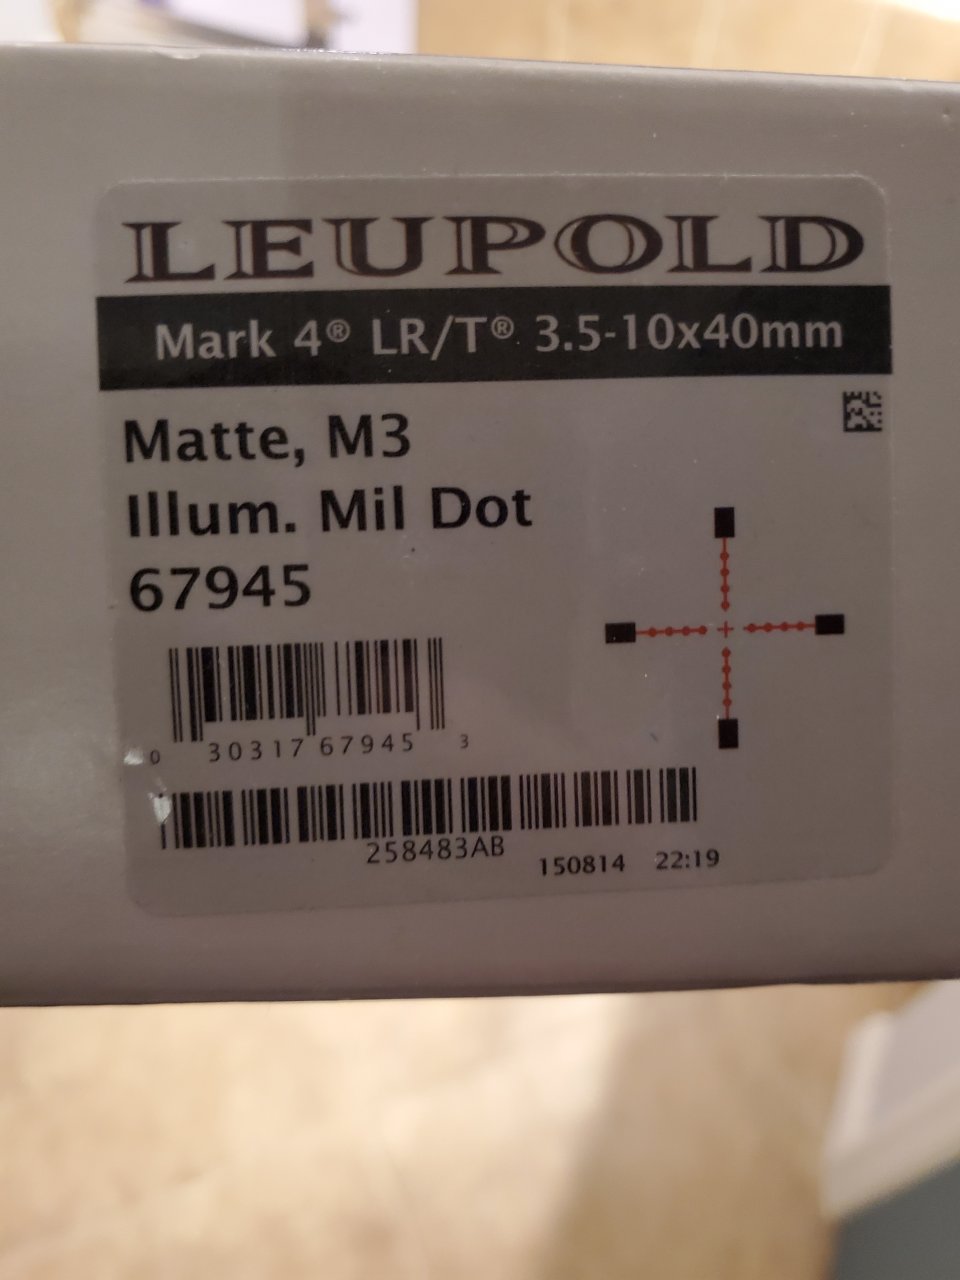 LEUPOLD
Mark 4® LR/T® 3.5-10x40mm
Matte, M3
Illum. Mil Dot
67945
0 30317 67945 3
258483AB
150814 22:19